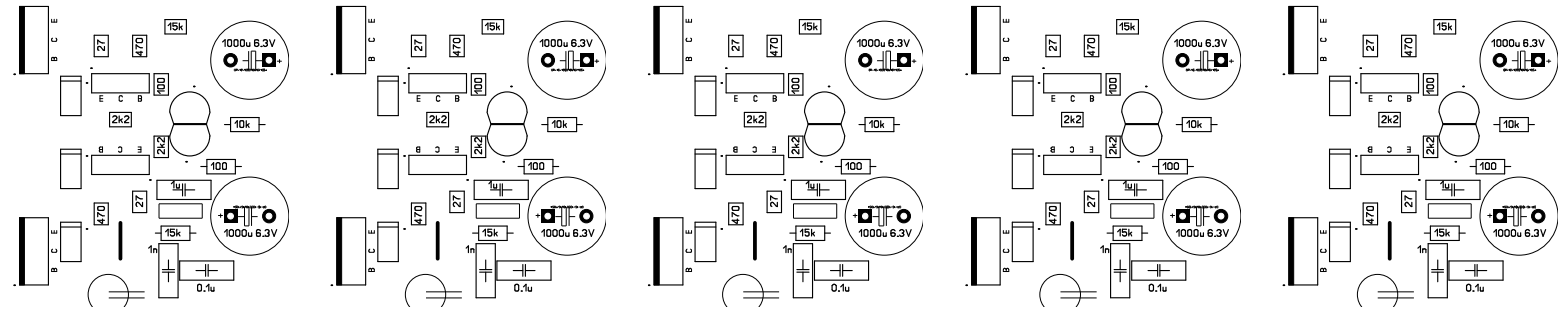 E C B
15k
27
470
1000u 6.3V
+
100
E C B
2k2
10k
2k2
B C E
100
1u
27
470
+
1000u 6.3V
E C B
15k
1n
0.1u
E C B
15k
27
470
1000u 6.3V
+
100
E C B
2k2
10k
2k2
B C E
100
1u
27
470
+
1000u 6.3V
E C B
15k
1n
0.1u
E C B
15k
27
470
1000u 6.3V
+
100
E C B
2k2
10k
2k2
B C E
100
1u
27
470
+
1000u 6.3V
E C B
15k
1n
0.1u
E C B
15k
27
470
1000u 6.3V
+
100
E C B
2k2
10k
2k2
B C E
100
1u
27
470
+
1000u 6.3V
E C B
15k
1n
0.1u
E C B
15k
27
470
1000u 6.3V
+
100
E C B
2k2
10k
2k2
B C E
100
1u
27
470
+
1000u 6.3V
E C B
15k
1n
0.1u